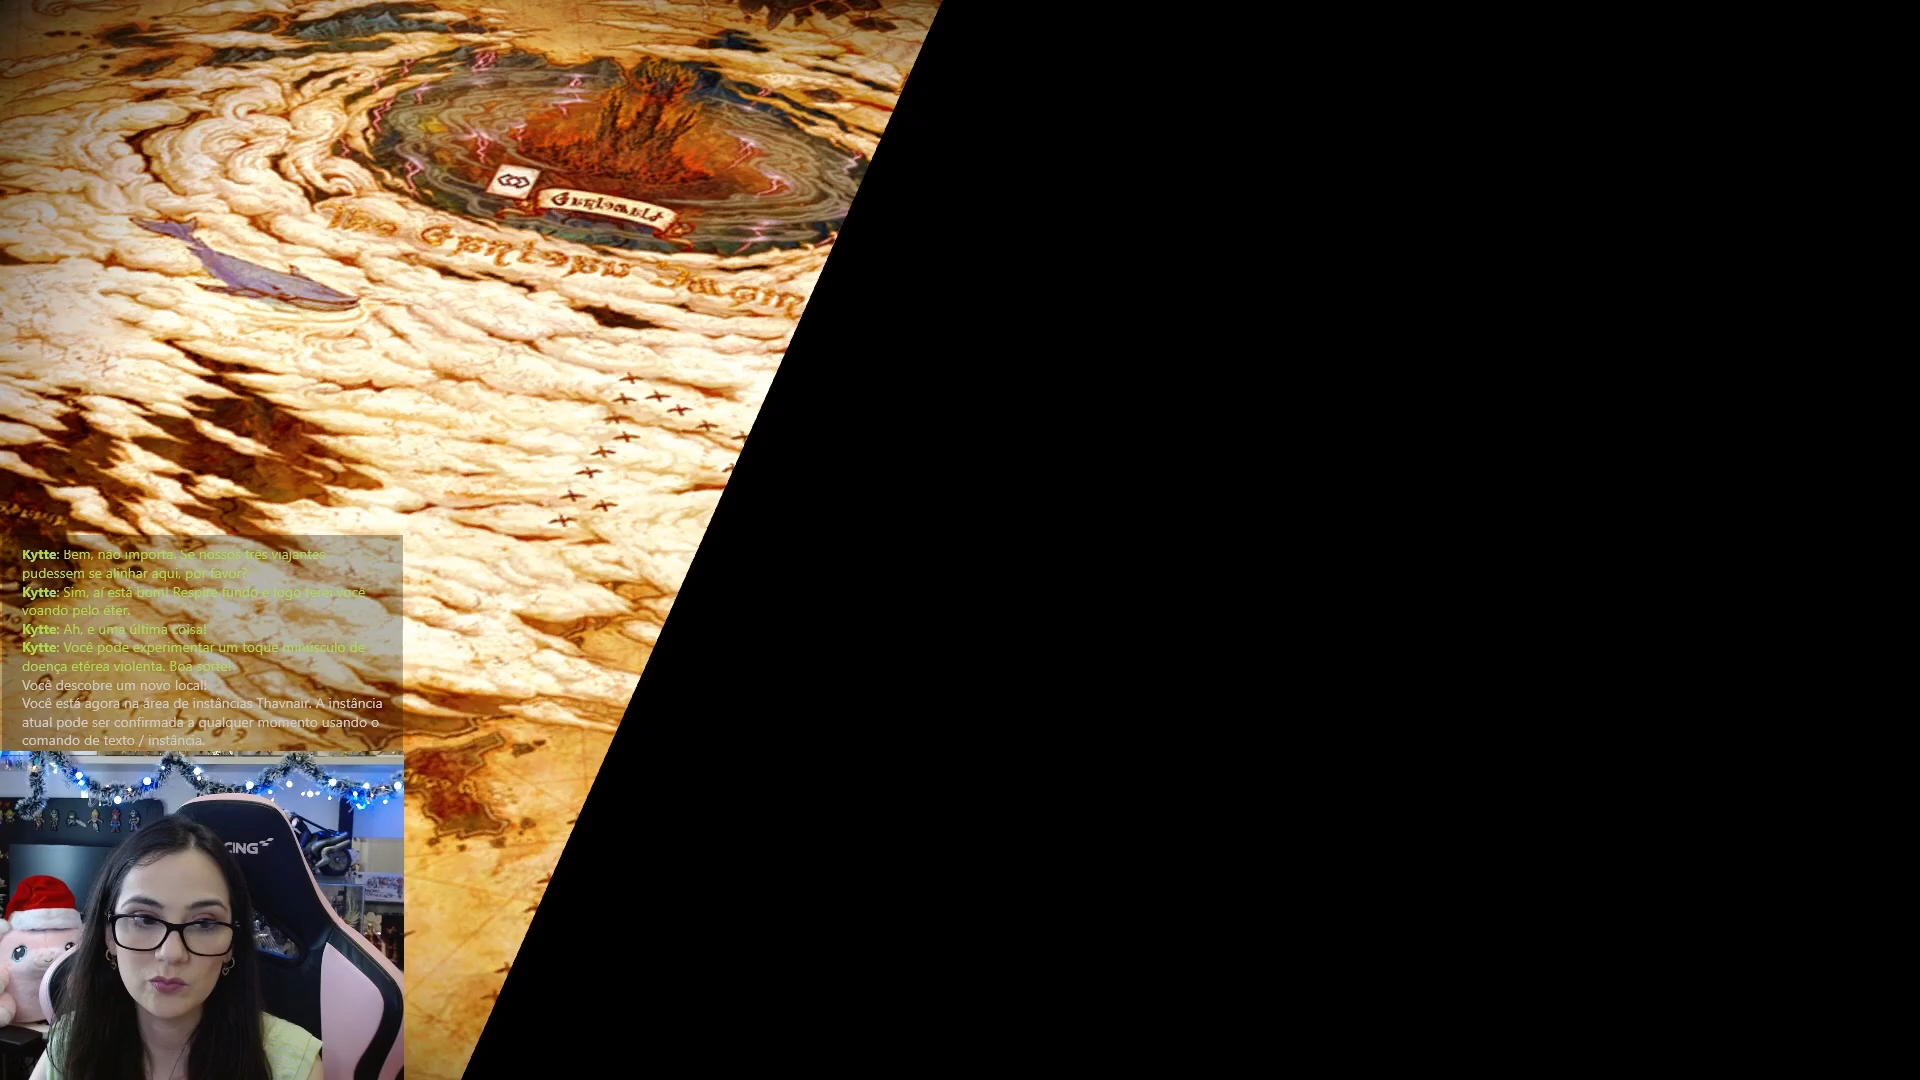 Kytte: Bem, não importa. Se nossos três viajantes
pudessem se alinhar aqui, por favor?
Kytte: Sim, aí está bom! Respire fundo e logo terei você
voando pelo éter.
Kytte: Ah, e uma última coisa!
Kytte: Você pode experimentar um toque minúsculo de
doença etérea violenta. Boa sorte!
Você descobre um novo local!
Você está agora na área de instâncias Thavnair. A instância
atual pode ser confirmada a qualquer momento usando o
comando de texto / instância.
CING